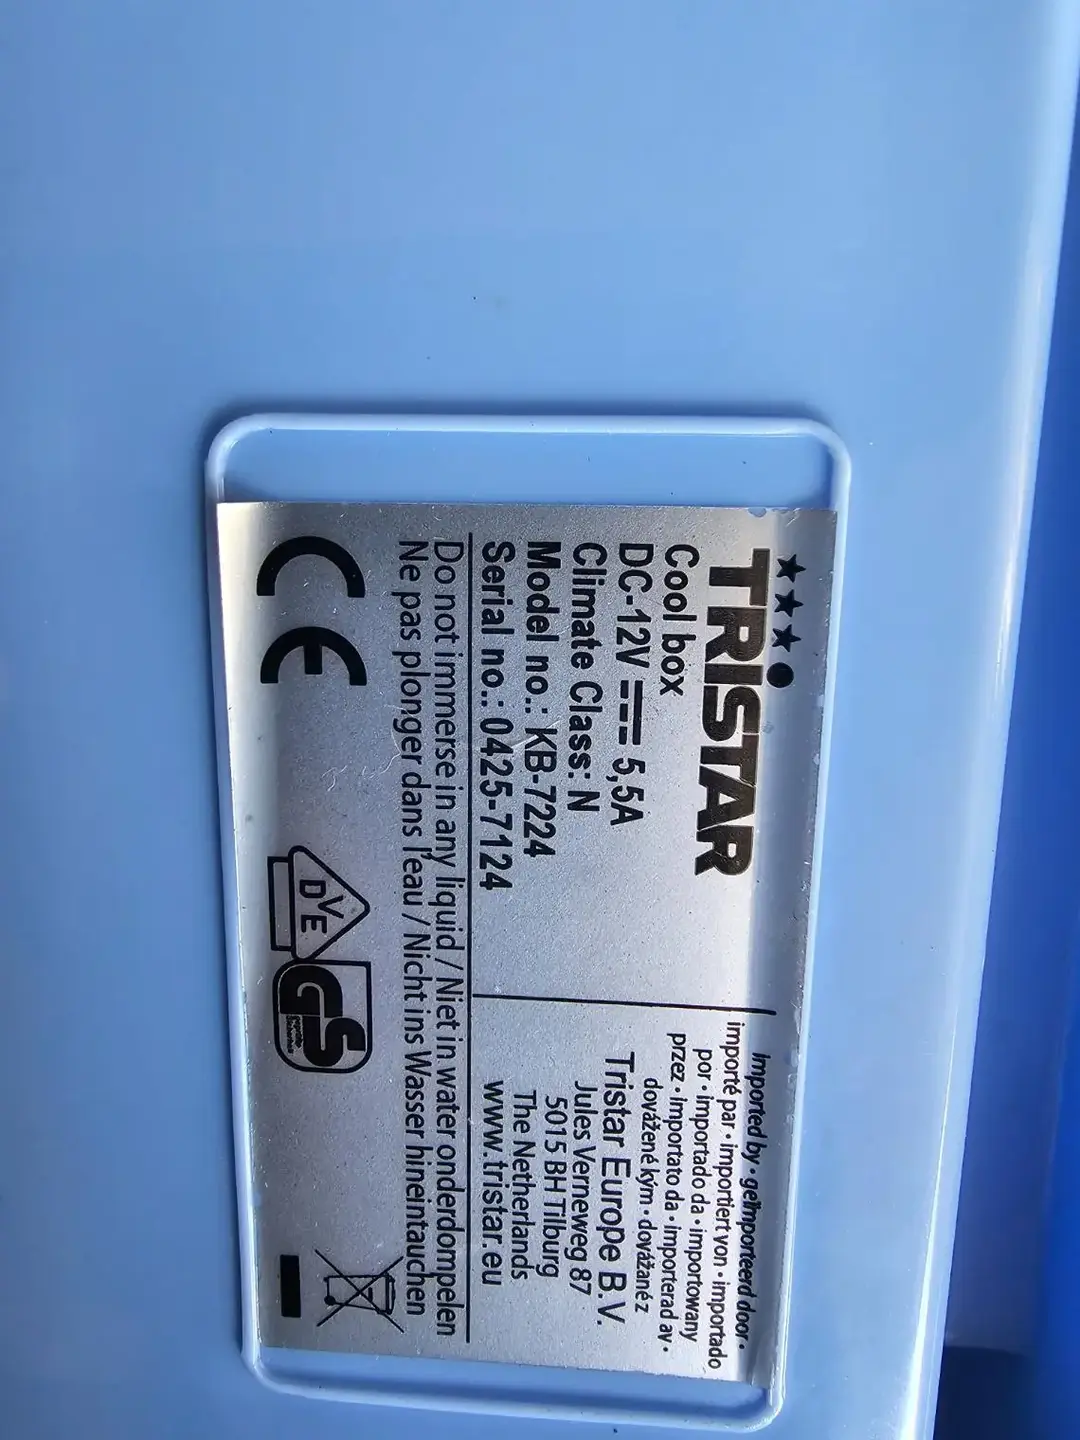 TRISTAR
Cool box
DC-12V 5,5A
Climate Class: N
Model no.: KB-7224
Serial no.: 0425-7124
Imported by · geïmporteerd door ·
importé par · importiert von · importado
por · importado da · importowany
przez · importato da · importerad av ·
dovážené kým · dovážané z
Tristar Europe B.V.
Jules Verneweg 87
5015 BH Tilburg
The Netherlands
www.tristar.eu
Do not immerse in any liquid / Niet in water onderdompelen
Ne pas plonger dans l'eau / Nicht ins Wasser hineintauchen
CE
DVE
GS